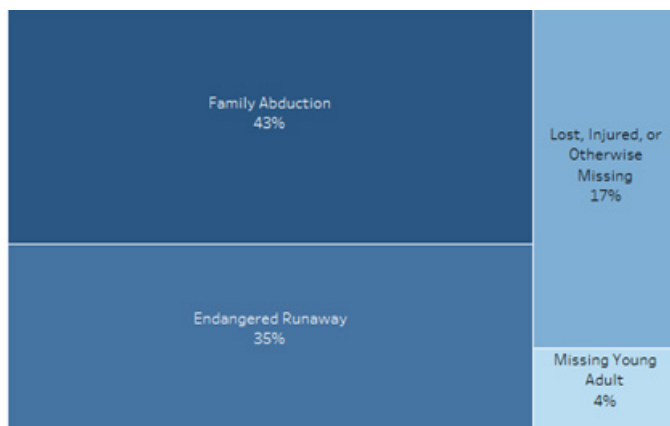 Family Abduction
43%
Endangered Runaway
35%
Lost, Injured, or
Otherwise
Missing
17%
Missing Young
Adult
4%